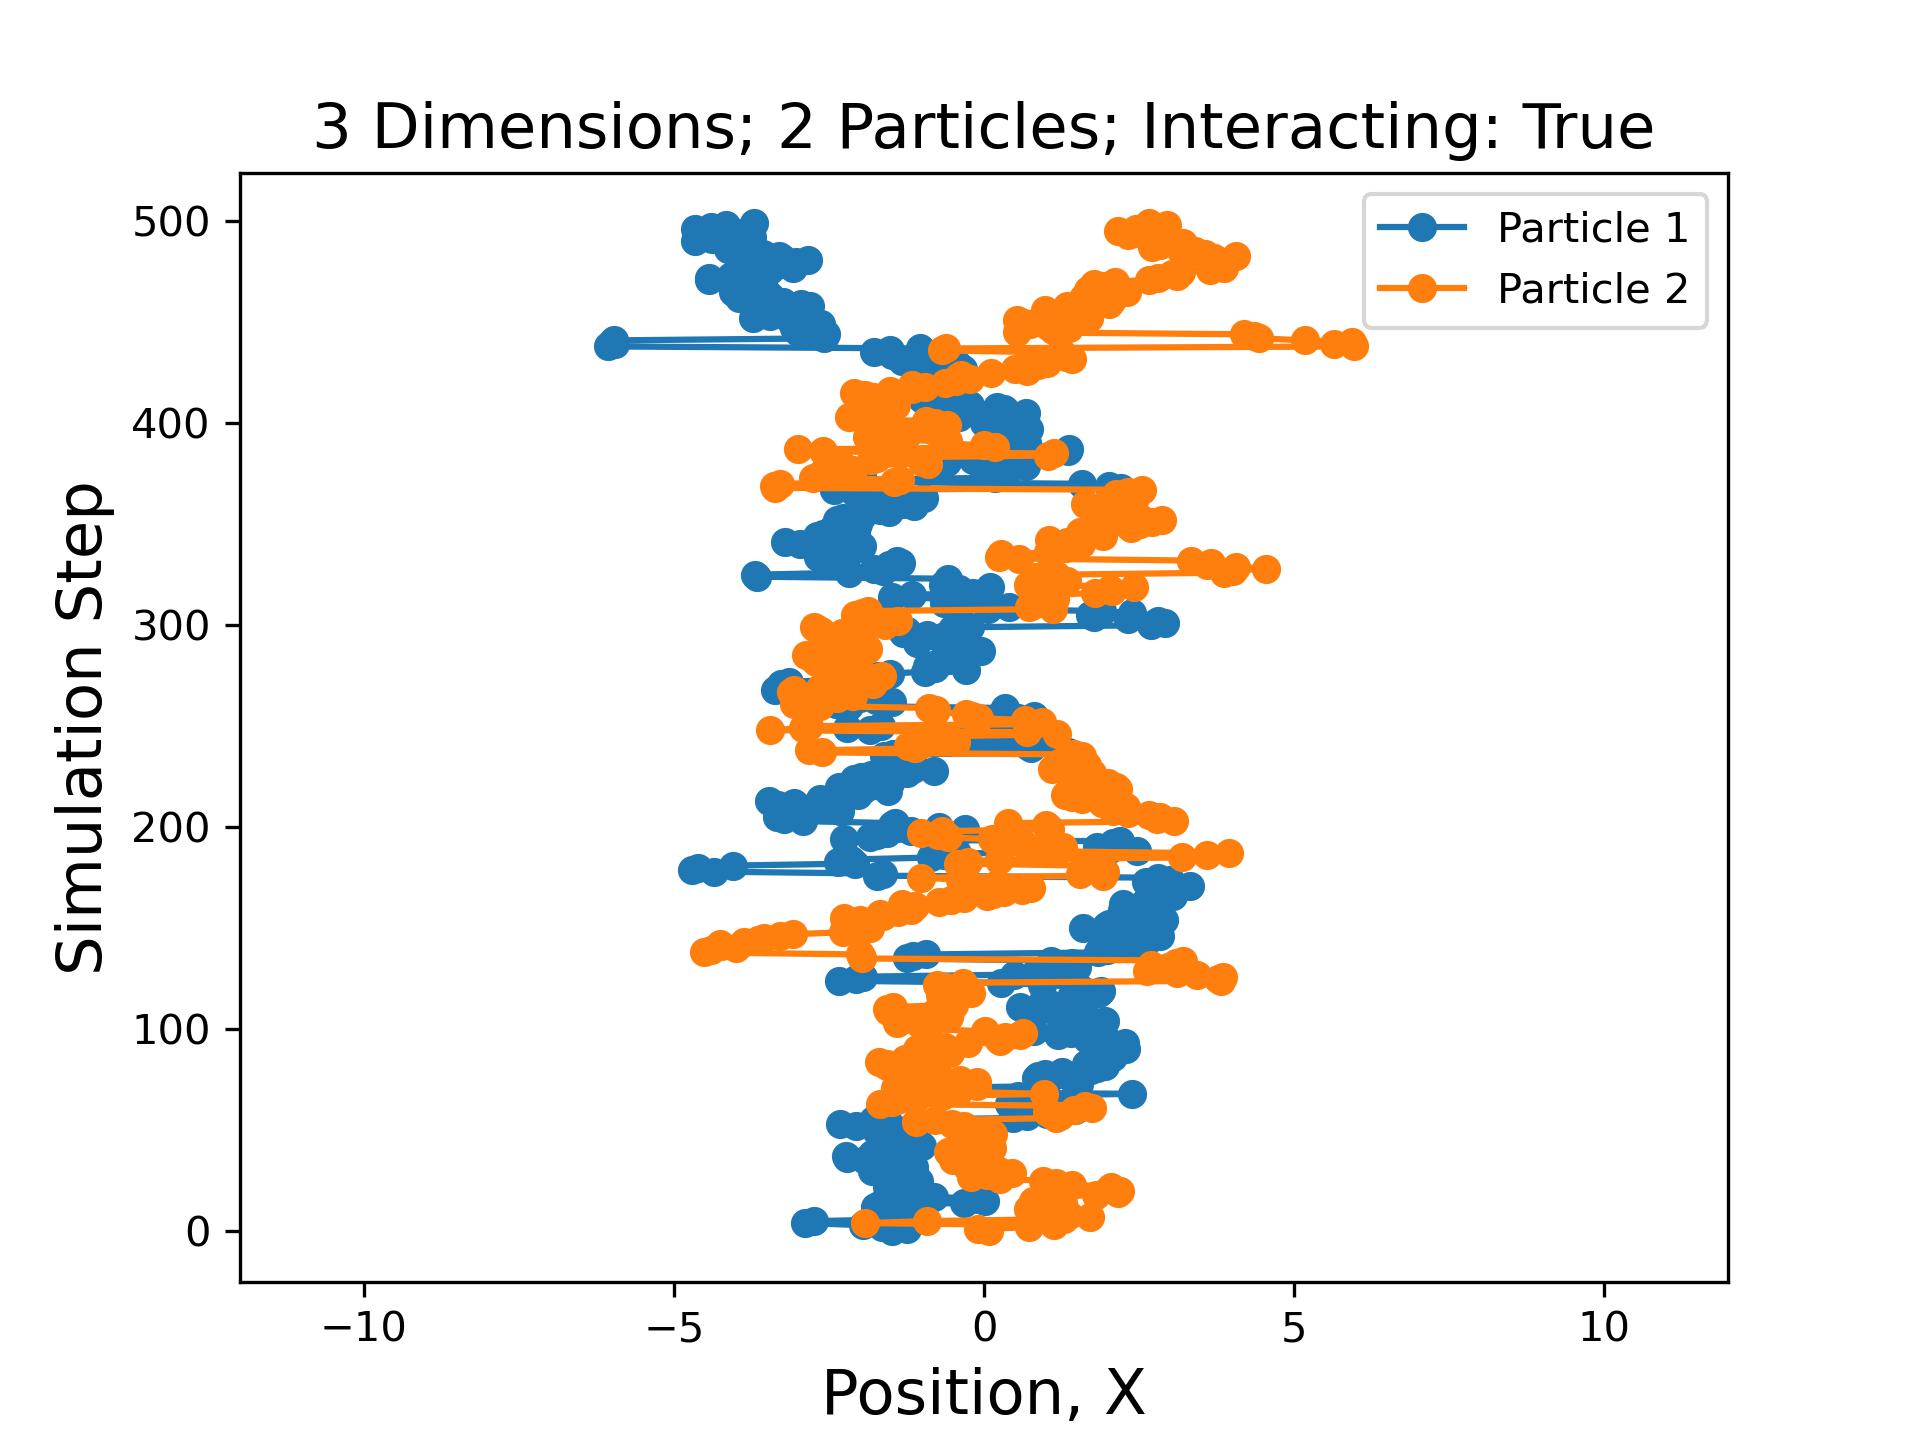 3 Dimensions; 2 Particles; Interacting: True
Particle 1
Particle 2
500
400
300
200
100
0
Simulation Step
−10
−5
0
5
10
Position, X